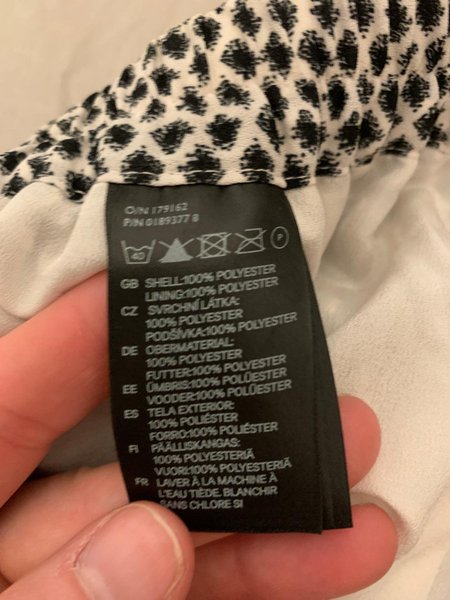 O/N 179162
P/N 0189377 8
40 P
GB SHELL:100% POLYESTER
LINING:100% POLYESTER
CZ SVRCHNÍ LÁTKA:
100% POLYESTER
PODŠÍVKA:100% POLYESTER
DE OBERMATERIAL:
100% POLYESTER
FUTTER:100% POLYESTER
EE ÜMBRIS:100% POLÜESTER
VOODER:100% POLÜESTER
ES TELA EXTERIOR:
100% POLIÉSTER
FORRO:100% POLIÉSTER
FI PÄÄLLISKANGAS:
100% POLYESTERIÄ
VUORI:100% POLYESTERIÄ
FR LAVER À LA MACHINE À
L'EAU TIÈDE. BLANCHIR
SANS CHLORE SI